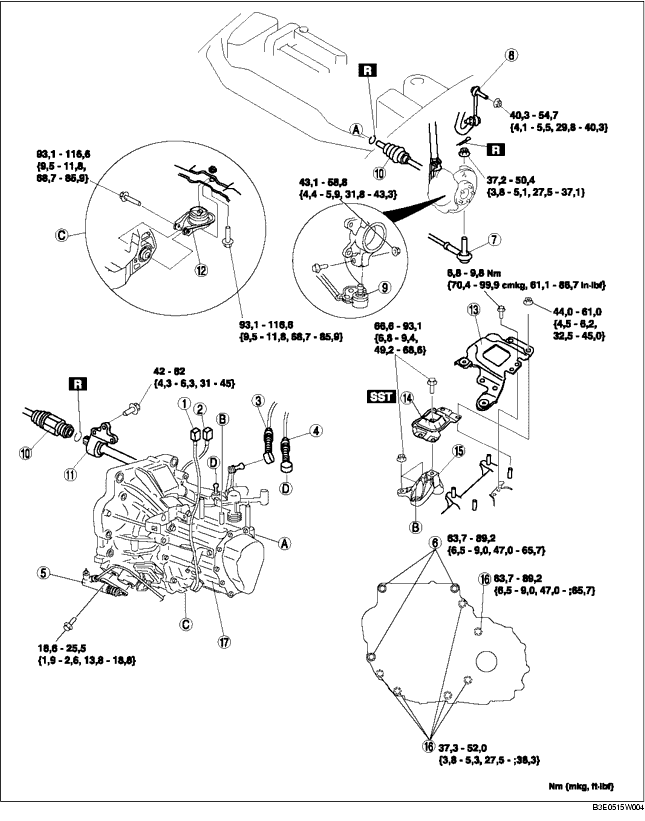 R
8
A
40,3 - 54,7
{4,1 - 5,5, 29,8 - 40,3}
R
10
93,1 - 116,6
{9,5 - 11,8,
68,7 - 85,9}
43,1 - 58,8
{4,4 - 5,9, 31,8 - 43,3}
37,2 - 50,4
{3,8 - 5,1, 27,5 - 37,1}
C
12
7
9
6,8 - 9,8 Nm
{70,4 - 99,9 cmkg, 61,1 - 86,7 in-lbf}
93,1 - 116,6
{9,5 - 11,8, 68,7 - 85,9}
66,6 - 93,1
{6,8 - 9,4,
49,2 - 68,6}
13
44,0 - 61,0
{4,5 - 6,2,
32,5 - 45,0}
42 - 62
{4,3 - 6,3, 31 - 45}
R
SST
14
1
2
B
3
4
10
11
D
D
15
B
A
6
63,7 - 89,2
{6,5 - 9,0, 47,0 - 65,7}
5
16
63,7 - 89,2
{6,5 - 9,0, 47,0 - ;65,7}
C
17
18,6 - 25,5
{1,9 - 2,6, 13,8 - 18,8}
16
37,3 - 52,0
{3,8 - 5,3, 27,5 - ;38,3}
Nm {mkg, ft-lbf}
B3E0515W004